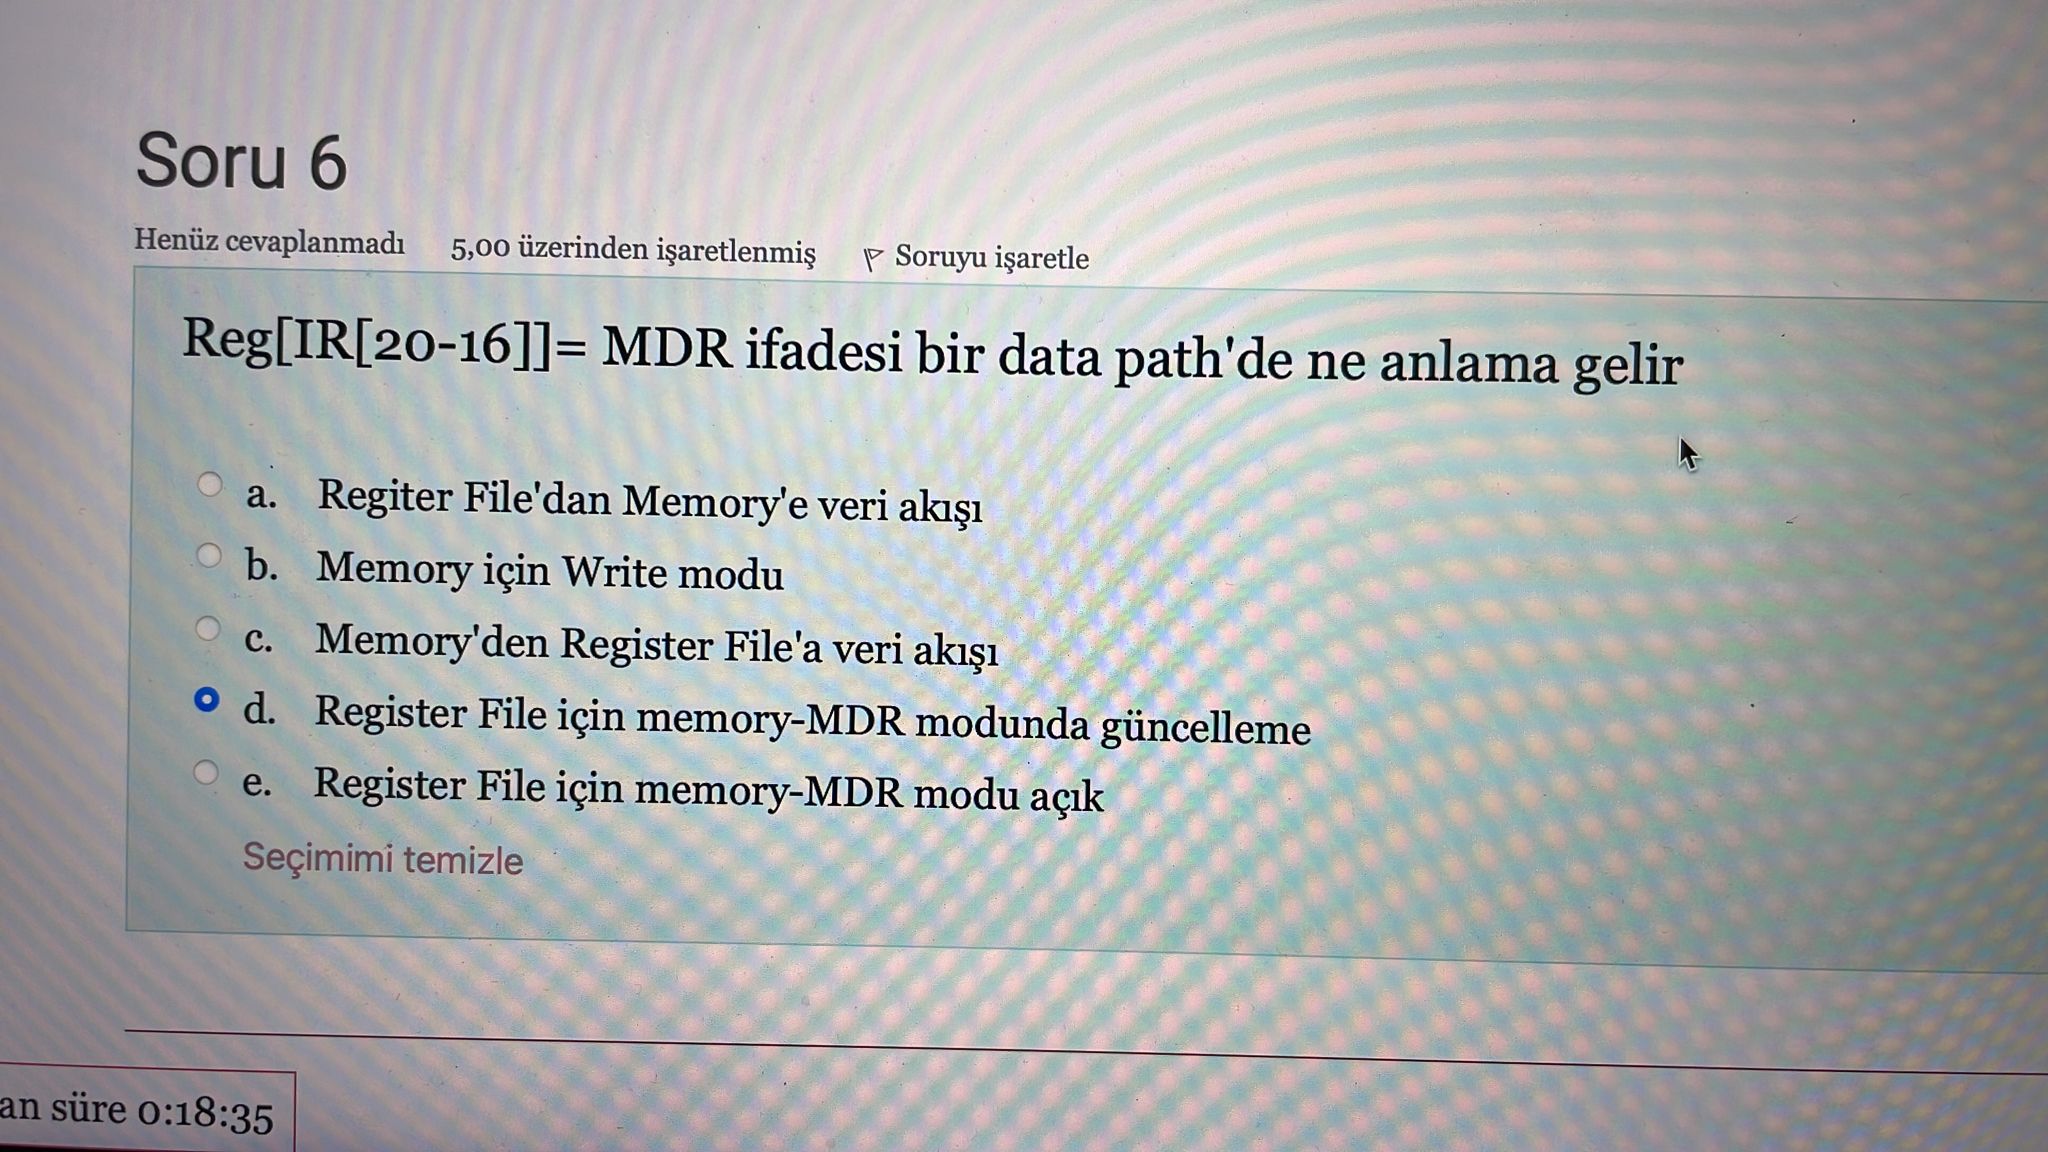 Soru 6
Henüz cevaplanmadı 5,00 üzerinden işaretlenmiş Soruyu işaretle
Reg[IR[20-16]]= MDR ifadesi bir data path'de ne anlama gelir
a. Regiter File'dan Memory'e veri akışı
b. Memory için Write modu
c. Memory'den Register File'a veri akışı
d. Register File için memory-MDR modunda güncelleme
e. Register File için memory-MDR modu açık
Seçimimi temizle
an süre 0:18:35